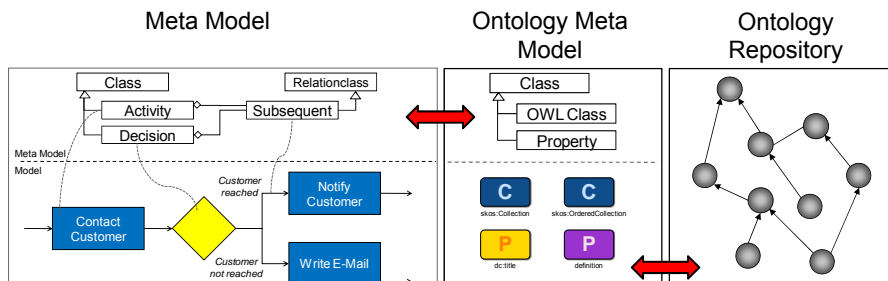 Meta Model
Ontology Meta
Model
Ontology
Repository
Class
Relationclass
Activity
Subsequent
Decision
Meta Model
Model
Class
OWL Class
Property
Customer
reached
Notify
Customer
Contact
Customer
Customer
not reached
Write E-Mail
C
C
skos:Collection
skos:OrderedCollection
P
P
dc:title
definition